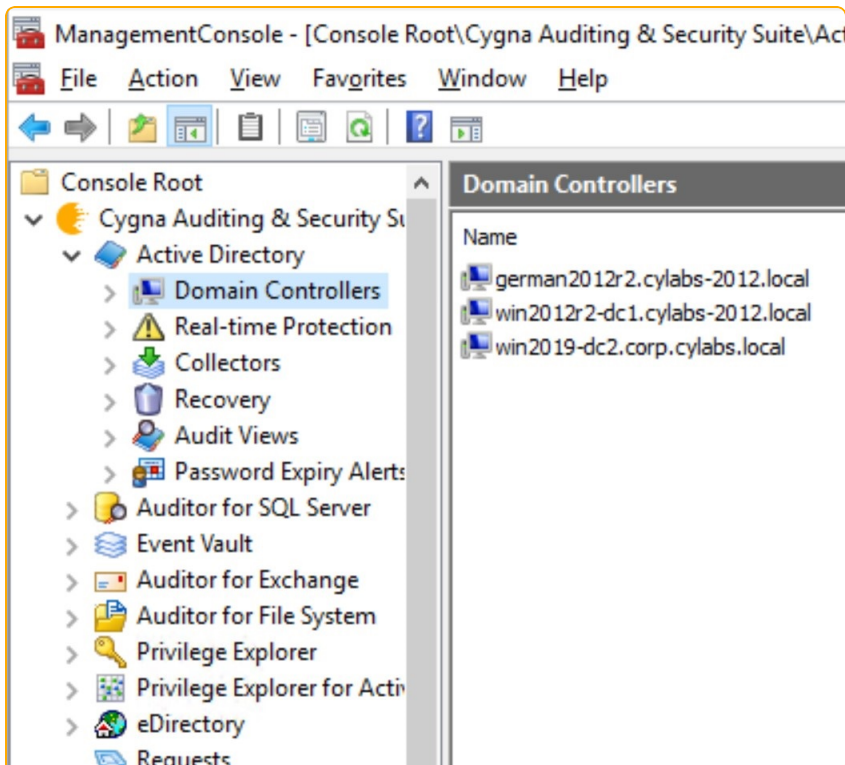 ManagementConsole - [Console Root\Cygna Auditing & Security Suite\Act
File Action View Favorites Window Help
Console Root
Cygna Auditing & Security Su
Active Directory
Domain Controllers
Real-time Protection
Collectors
Recovery
Audit Views
Password Expiry Alerts
Auditor for SQL Server
Event Vault
Auditor for Exchange
Auditor for File System
Privilege Explorer
Privilege Explorer for Activ
eDirectory
Requests
Domain Controllers
Name
german2012r2.cylabs-2012.local
win2012r2-dc1.cylabs-2012.local
win2019-dc2.corp.cylabs.local